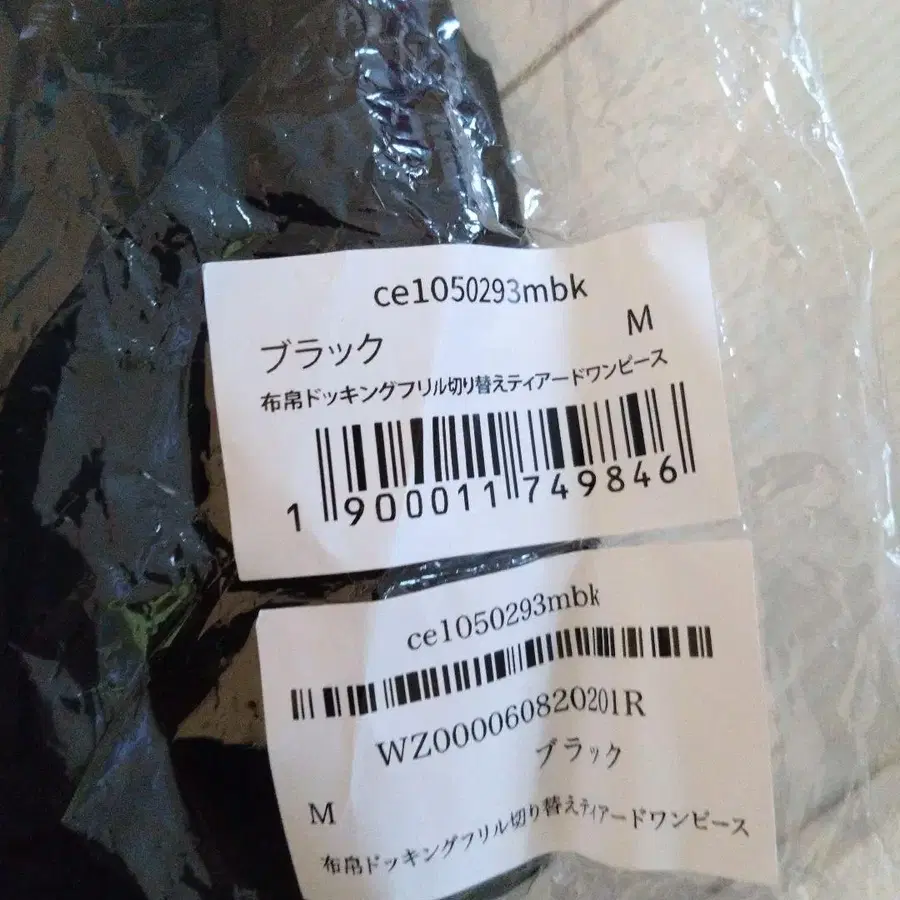 ce1050293mbk
ブラック M
布帛ドッキングフリル切り替えティアードワンピース
1 900011 749846
ce1050293mbk
WZ000060820201R
ブラック
M
布帛ドッキングフリル切り替えティアードワンピース